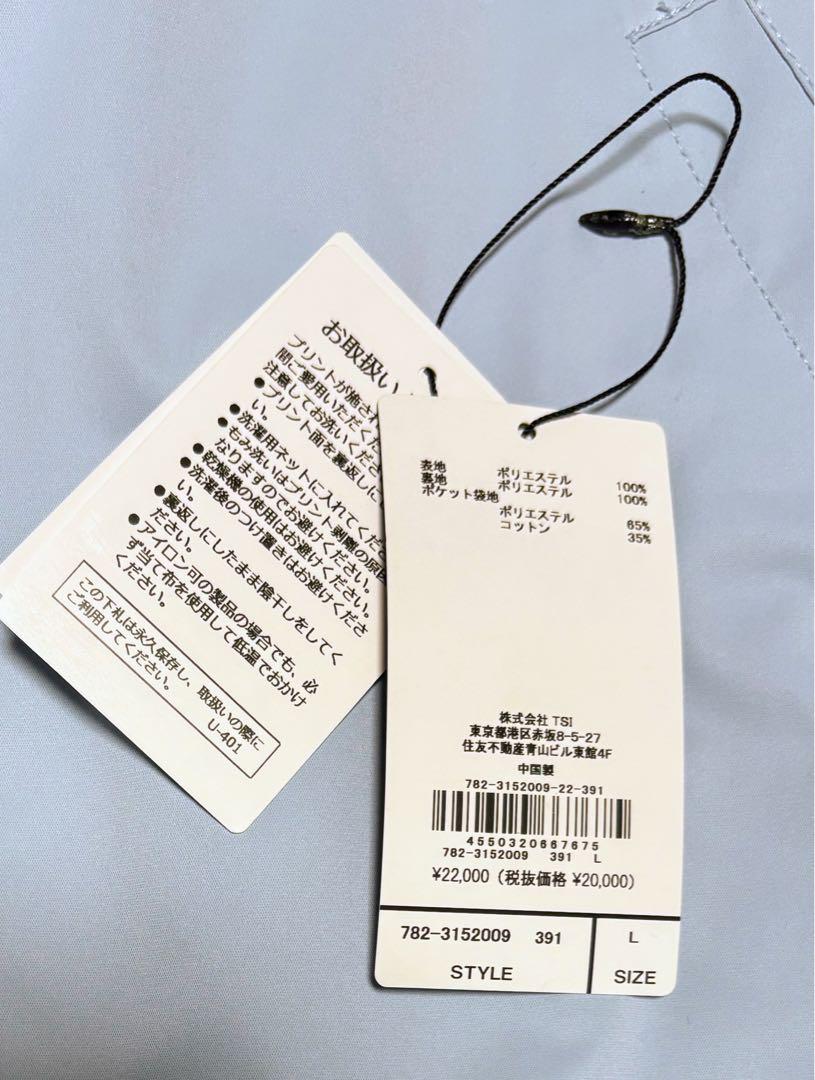 お取扱い
プリントが施さ
間ご愛用いただく
注意してお洗いくだ
●プリント面を裏返しに
い。
●洗濯用ネットに入れてくださ
●もみ洗いはプリント剥離の原因
なりますのでお避けください。
●乾燥機の使用はお避けください。
●洗濯後のつけ置きはお避けくださ
い。
●裏返しにしたまま陰干しをしてく
ださい。
●アイロン可の製品の場合でも、必
ず当て布を使用して低温でおかけ
ください。
この下札は永久保存し、取扱いの際に
ご利用してください。
U-401
表地 ポリエステル 100%
裏地 ポリエステル 100%
ポケット袋地
ポリエステル 65%
コットン 35%
株式会社 TSI
東京都港区赤坂8-5-27
住友不動産青山ビル東館4F
中国製
782-3152009-22-391
4550320667675
782-3152009 391 L
¥22,000 (税抜価格 ¥20,000)
782-3152009 391 L
STYLE SIZE